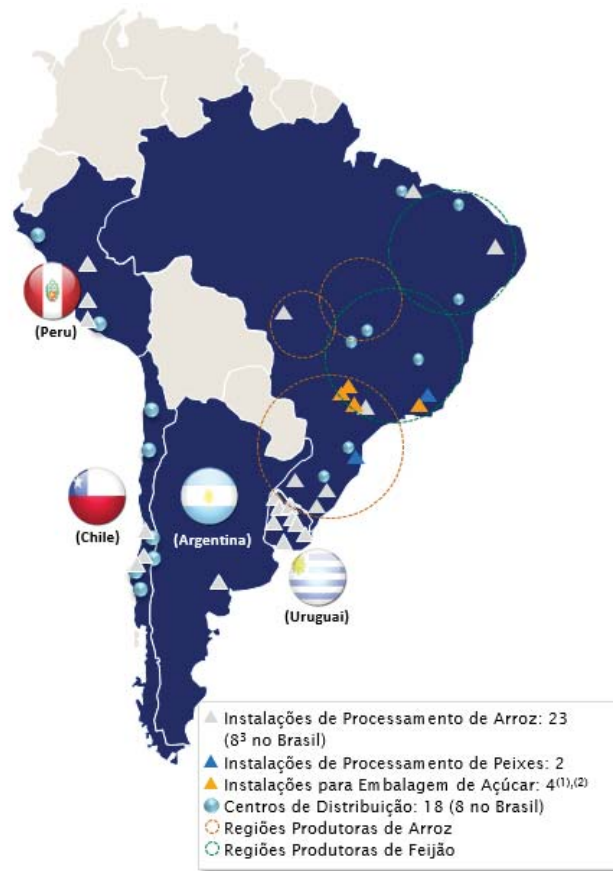 (Peru)
(Chile)
(Argentina)
(Uruguai)
Instalações de Processamento de Arroz: 23
(8³ no Brasil)
Instalações de Processamento de Peixes: 2
Instalações para Embalagem de Açúcar: 4⁽¹⁾,⁽²⁾
Centros de Distribuição: 18 (8 no Brasil)
Regiões Produtoras de Arroz
Regiões Produtoras de Feijão